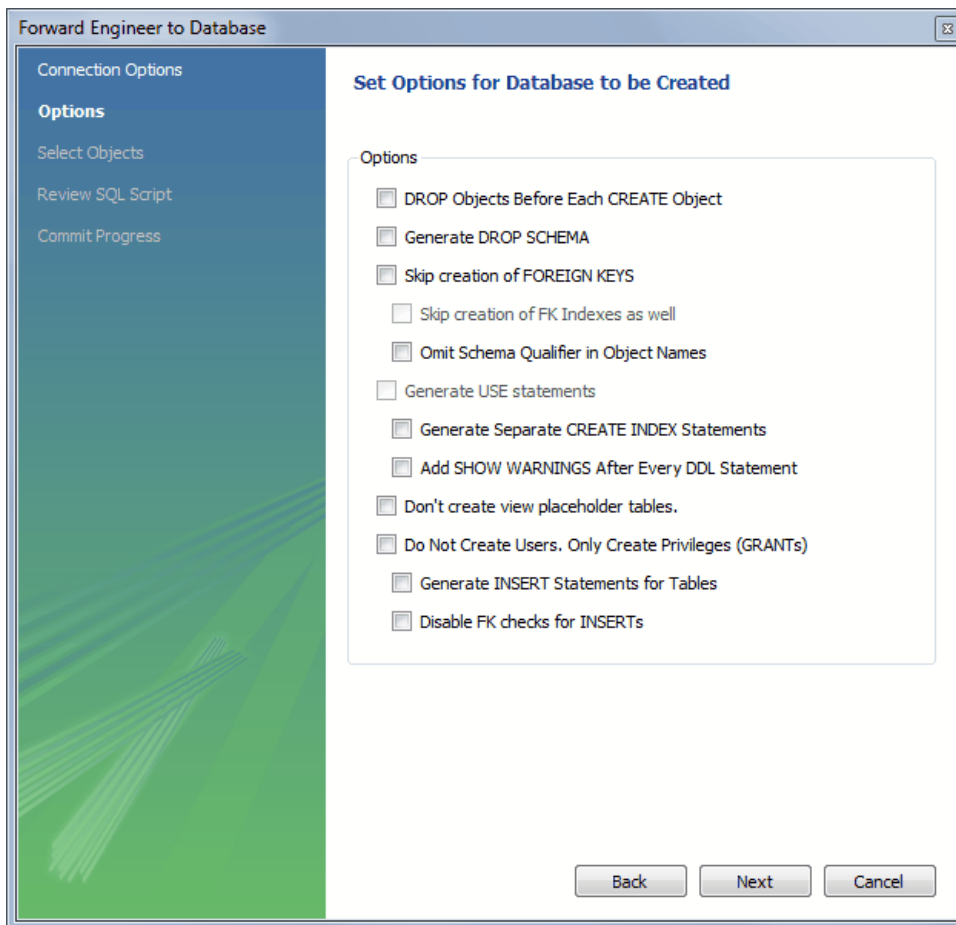 Forward Engineer to Database
Connection Options
Options
Select Objects
Review SQL Script
Commit Progress
Set Options for Database to be Created
Options
DROP Objects Before Each CREATE Object
Generate DROP SCHEMA
Skip creation of FOREIGN KEYS
Skip creation of FK Indexes as well
Omit Schema Qualifier in Object Names
Generate USE statements
Generate Separate CREATE INDEX Statements
Add SHOW WARNINGS After Every DDL Statement
Don't create view placeholder tables.
Do Not Create Users. Only Create Privileges (GRANTs)
Generate INSERT Statements for Tables
Disable FK checks for INSERTs
Back Next Cancel